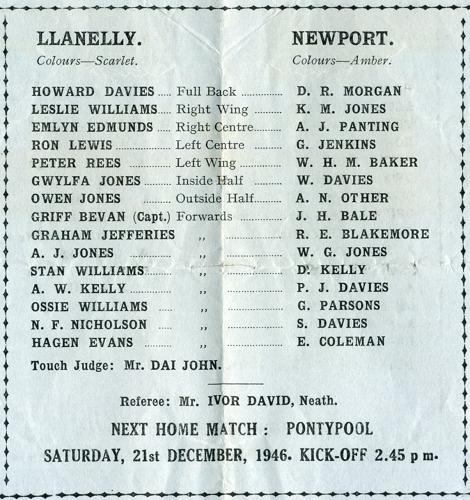 LLANELLY. NEWPORT.
Colours—Scarlet. Colours—Amber.
HOWARD DAVIES .... Full Back ............ D. R. MORGAN
LESLIE WILLIAMS.... Right Wing ............ K. M. JONES
EMLYN EDMUNDS .... Right Centre........ A. J. PANTING
RON LEWIS ............... Left Centre ......... G. JENKINS
PETER REES ............ Left Wing ............ W. H. M. BAKER
GWYLFA JONES ........ Inside Half ......... W. DAVIES
OWEN JONES ........ Outside Half........ A. N. OTHER
GRIFF BEVAN (Capt.) Forwards ............... J. H. BALE
GRAHAM JEFFERIES ,, ............... R. E. BLAKEMORE
A. J. JONES ............... ,, ............... W. G. JONES
STAN WILLIAMS........ ,, ............... D. KELLY
A. W. KELLY ............ ,, ............... P. J. DAVIES
OSSIE WILLIAMS .... ,, ............... G. PARSONS
N. F. NICHOLSON .... ,, ............... S. DAVIES
HAGEN EVANS ........ ,, ............... E. COLEMAN
Touch Judge: Mr. DAI JOHN.
Referee: Mr. IVOR DAVID, Neath.
NEXT HOME MATCH : PONTYPOOL
SATURDAY, 21st DECEMBER, 1946. KICK-OFF 2.45 p m.